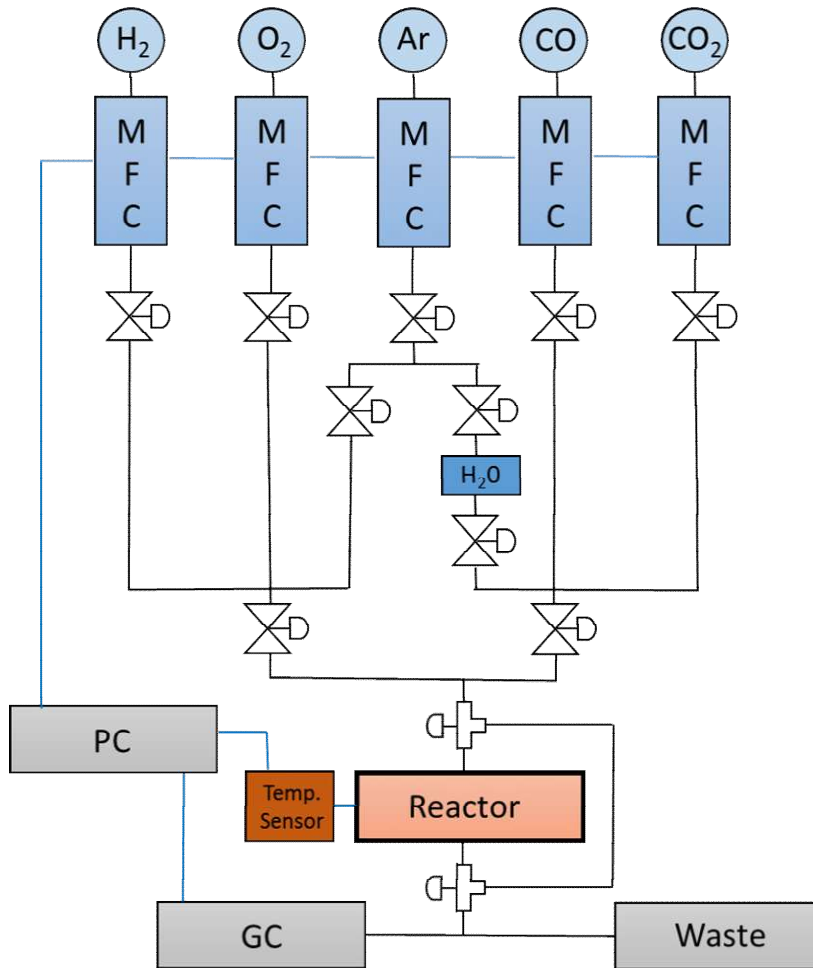 H₂ O₂ Ar CO CO₂
M
F
C
M
F
C
M
F
C
M
F
C
M
F
C
H₂0
PC
Temp.
Sensor
Reactor
GC
Waste